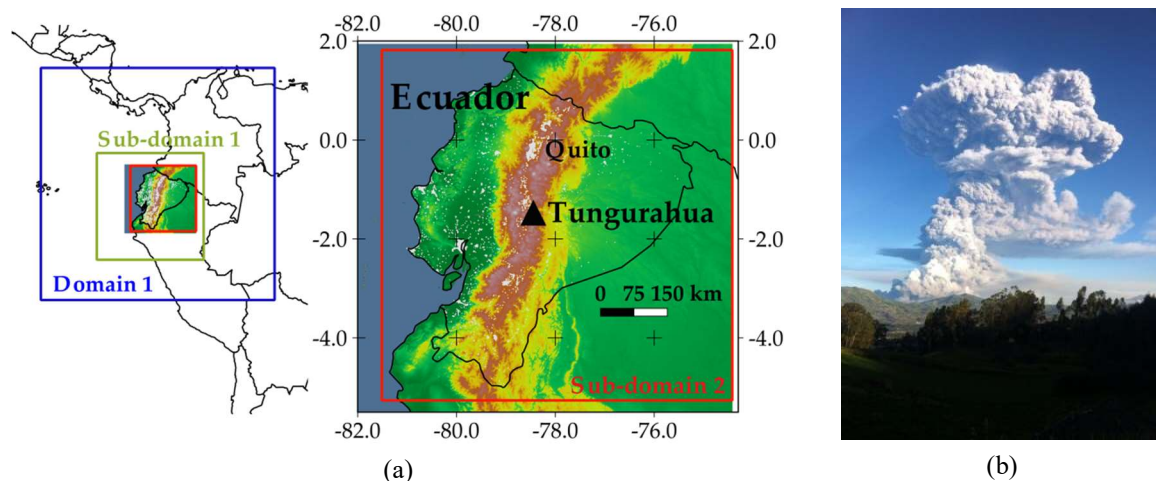 -82.0 -80.0 -78.0 -76.0
2.0 2.0
Ecuador
Sub-domain 1
0.0 0.0
Quito
Tungurahua
-2.0 -2.0
Domain 1
0 75 150 km
-4.0 -4.0
Sub-domain 2
-82.0 -80.0 -78.0 -76.0
(a)
(b)